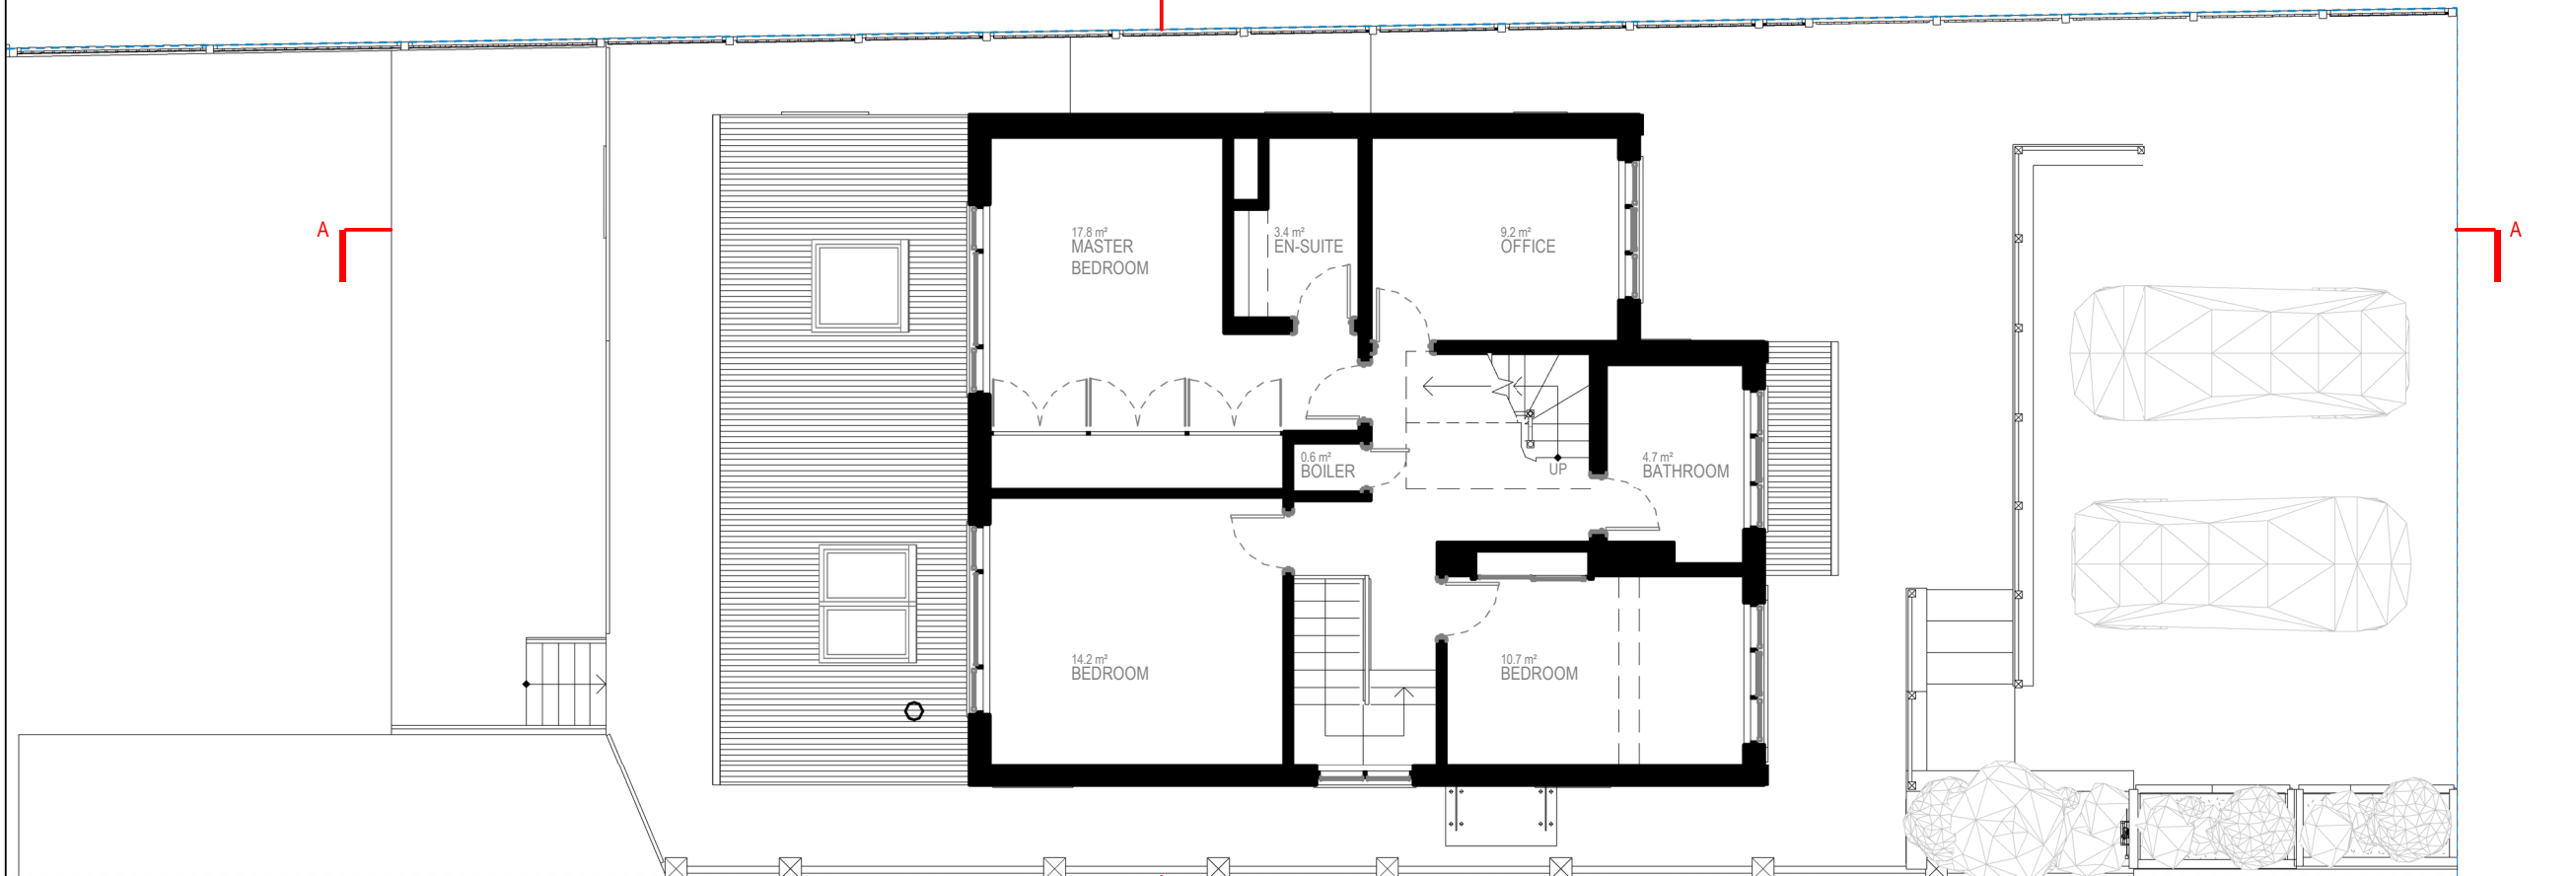 A
A
17.8 m²
MASTER
BEDROOM
3.4 m²
EN-SUITE
9.2 m²
OFFICE
0.6 m²
BOILER
UP
4.7 m²
BATHROOM
14.2 m²
BEDROOM
10.7 m²
BEDROOM